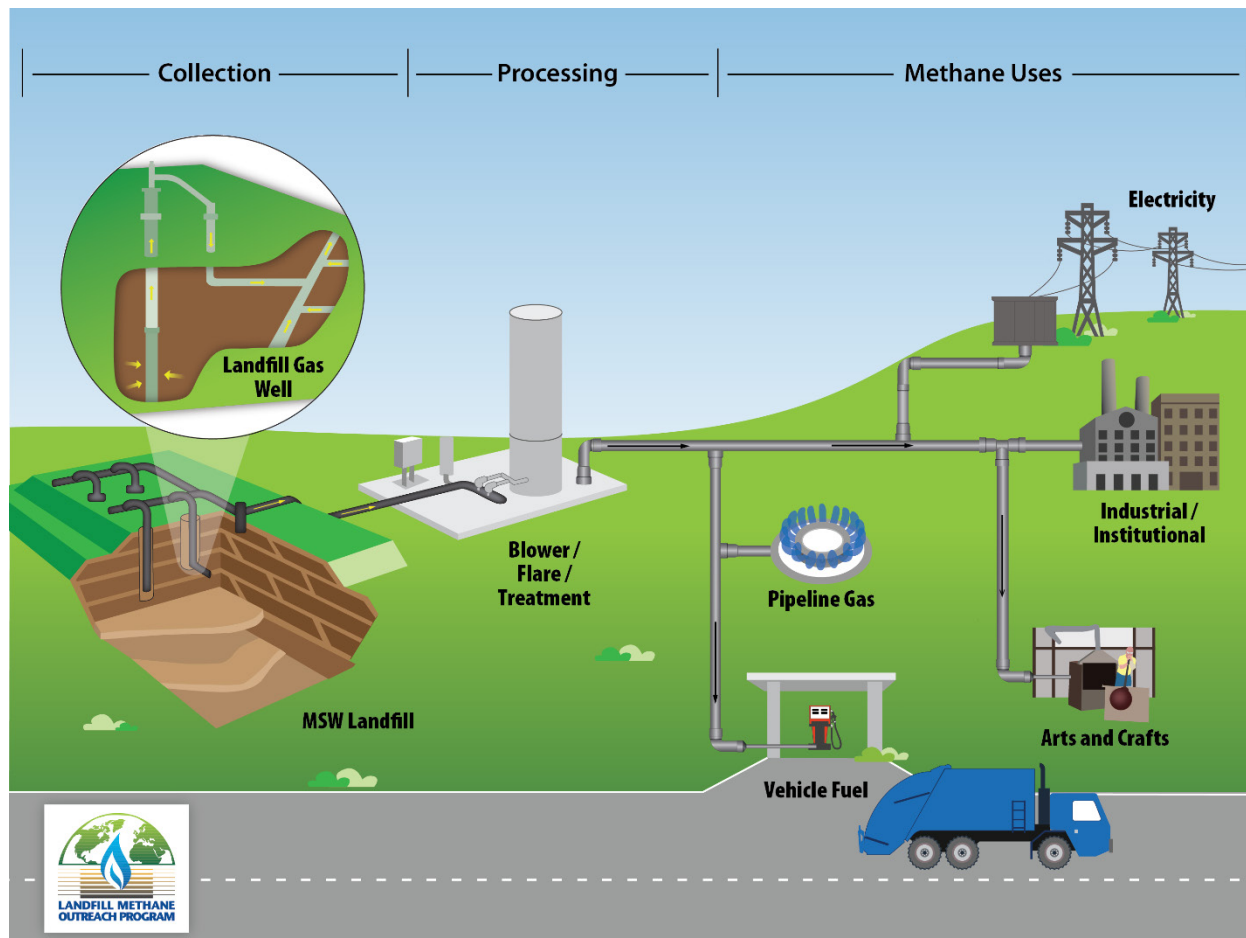 Collection
Processing
Methane Uses
Electricity
Landfill Gas
Well
Industrial /
Institutional
Blower /
Flare /
Treatment
Pipeline Gas
MSW Landfill
Arts and Crafts
Vehicle Fuel
LANDFILL METHANE
OUTREACH PROGRAM